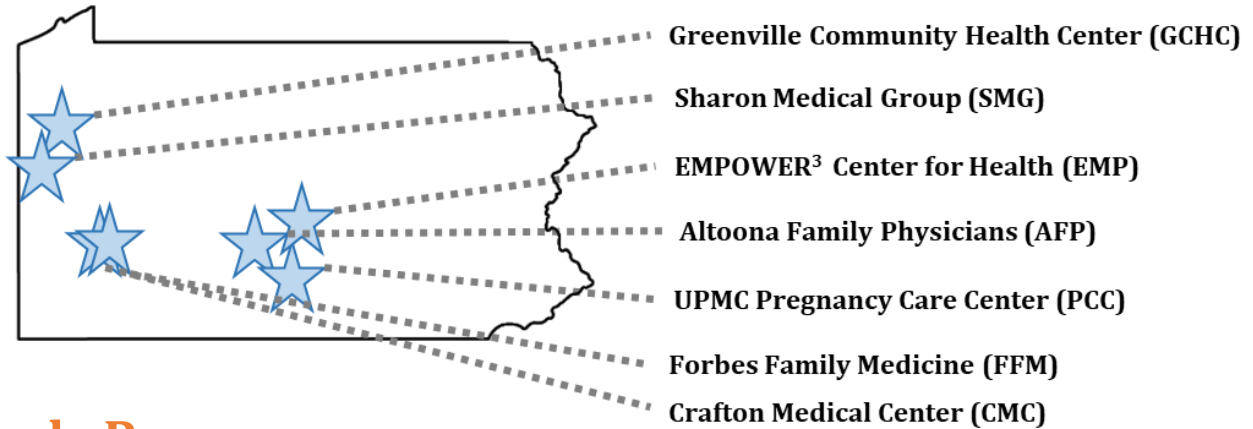 Greenville Community Health Center (GCHC)
Sharon Medical Group (SMG)
EMPOWER³ Center for Health (EMP)
Altoona Family Physicians (AFP)
UPMC Pregnancy Care Center (PCC)
Forbes Family Medicine (FFM)
Crafton Medical Center (CMC)